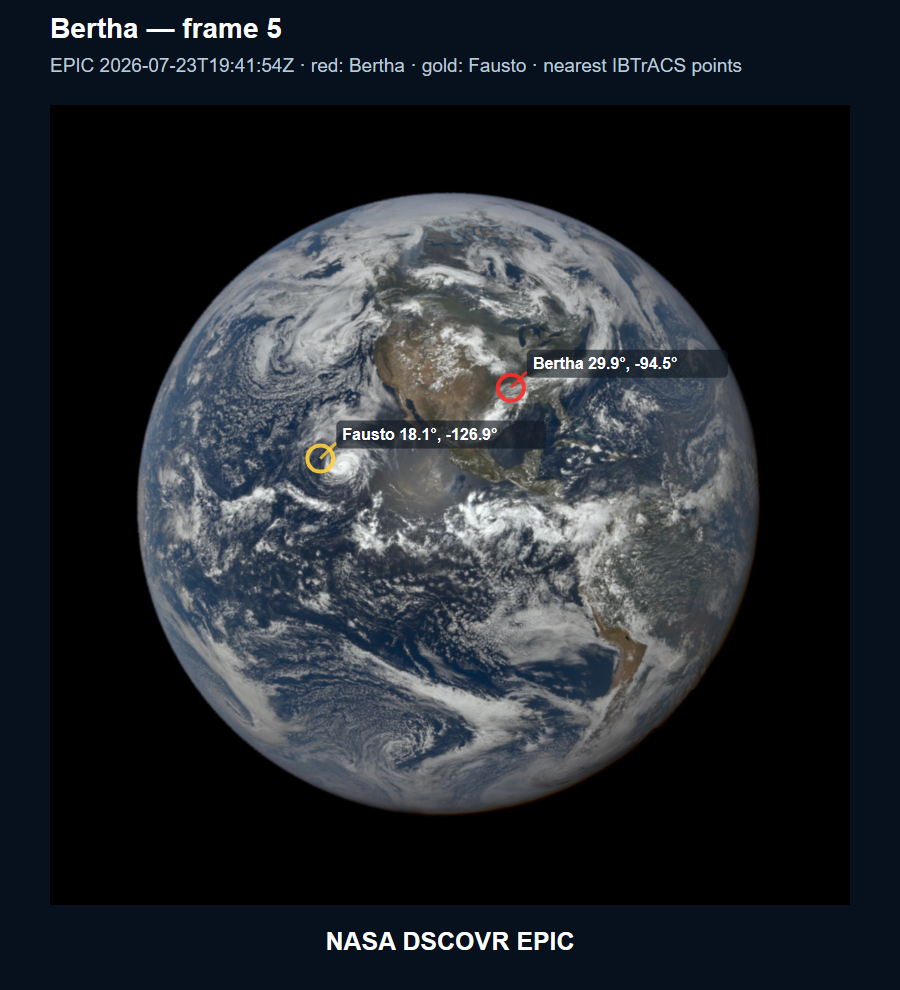 Bertha — frame 5
EPIC 2026-07-23T19:41:54Z · red: Bertha · gold: Fausto · nearest IBTrACS points
Bertha 29.9°, -94.5°
Fausto 18.1°, -126.9°
NASA DSCOVR EPIC